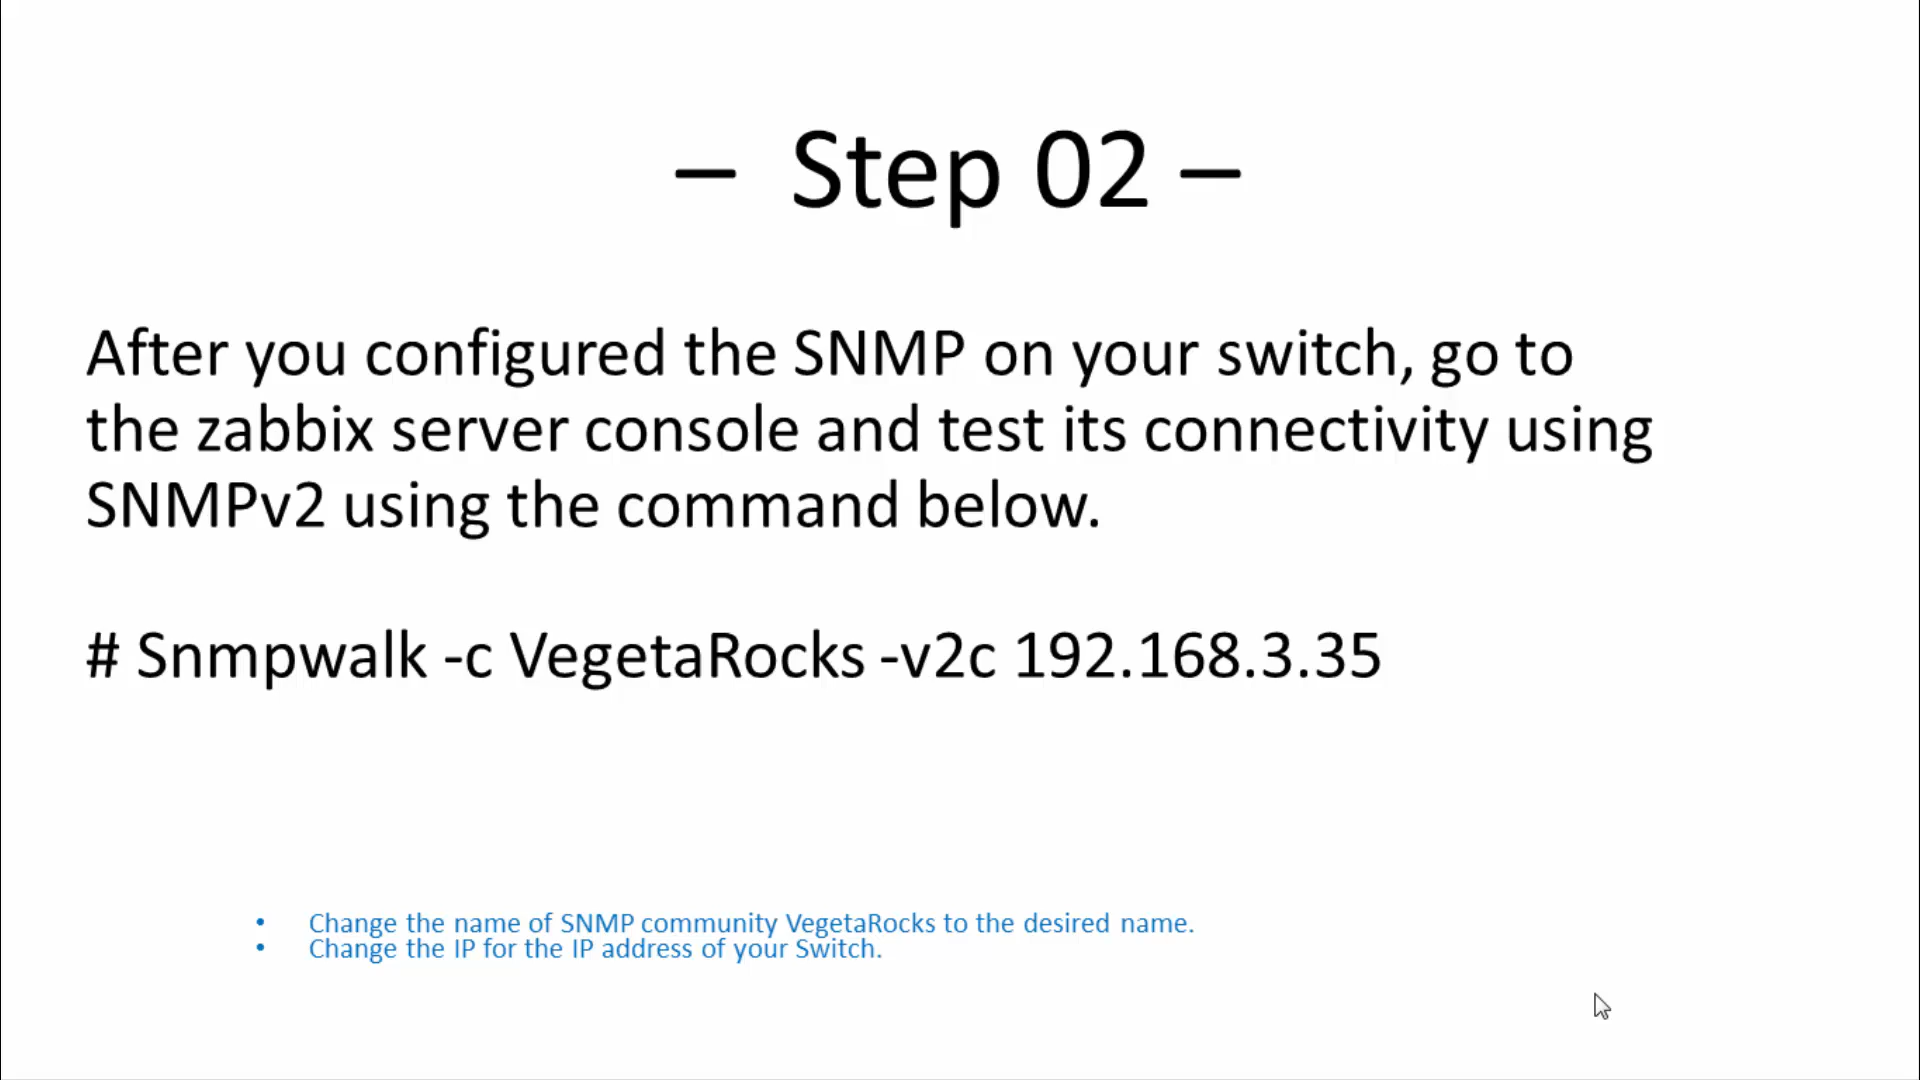 – Step 02 –
After you configured the SNMP on your switch, go to
the zabbix server console and test its connectivity using
SNMPv2 using the command below.
# Snmpwalk -c VegetaRocks -v2c 192.168.3.35
• Change the name of SNMP community VegetaRocks to the desired name.
• Change the IP for the IP address of your Switch.